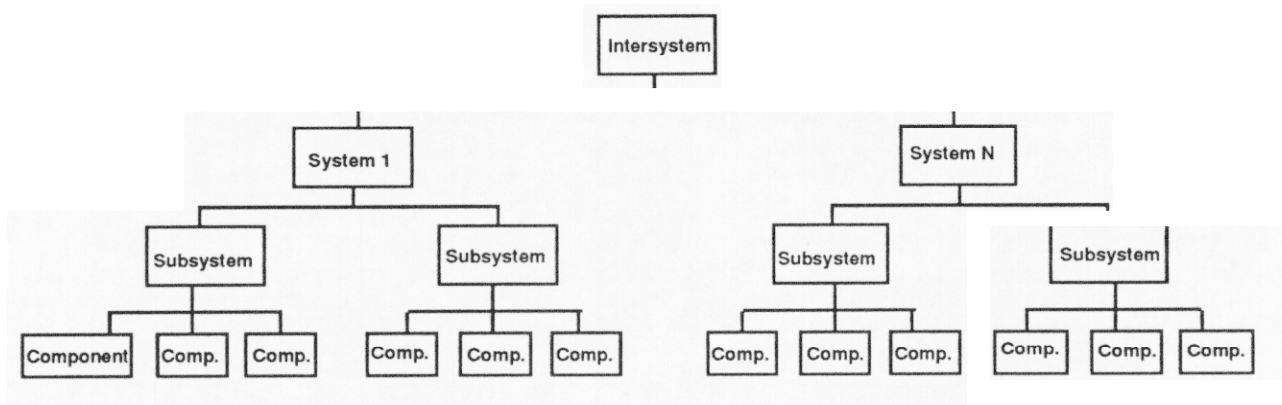 Intersystem
System 1
System N
Subsystem
Subsystem
Subsystem
Subsystem
Component
Comp.
Comp.
Comp.
Comp.
Comp.
Comp.
Comp.
Comp.
Comp.
Comp.
Comp.